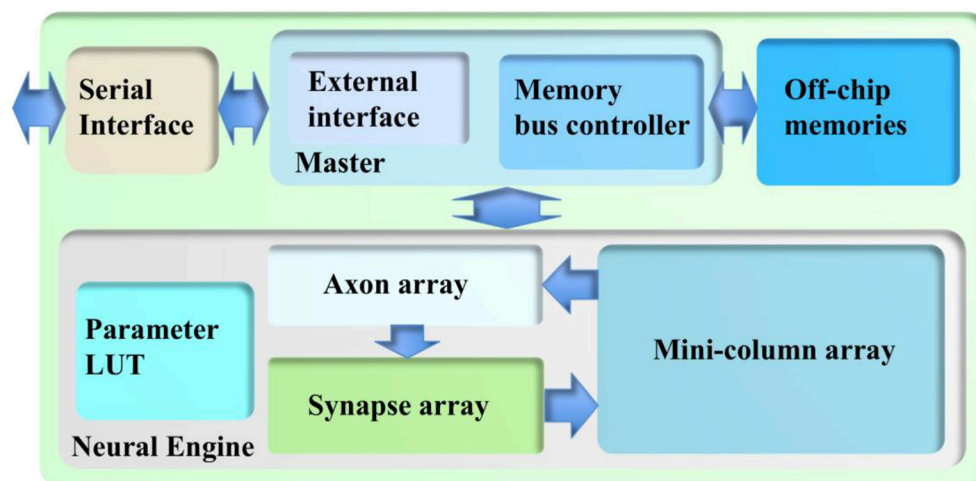 Serial
Interface
External
interface
Master
Memory
bus controller
Off-chip
memories
Parameter
LUT
Neural Engine
Axon array
Synapse array
Mini-column array